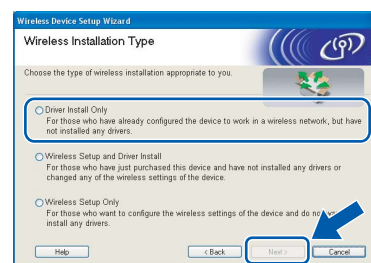 Wireless Device Setup Wizard
Wireless Installation Type
Choose the type of wireless installation appropriate to you.
Driver Install Only
For those who have already configured the device to work in a wireless network, but have
not installed any drivers.
Wireless Setup and Driver Install
For those who have just purchased this device and have not installed any drivers or
changed any of the wireless settings of the device.
Wireless Setup Only
For those who want to configure the wireless settings of the device and do not
install any drivers.
Help
< Back
Next >
Cancel